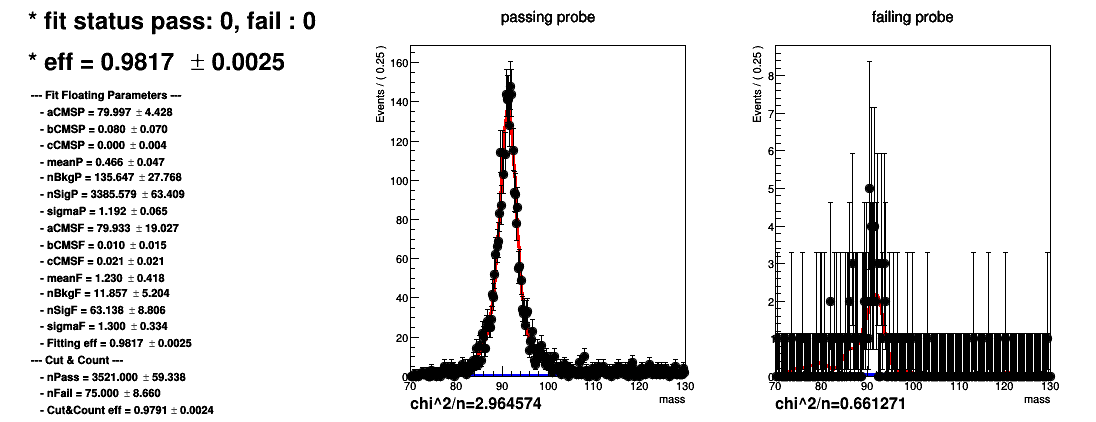 * fit status pass: 0, fail : 0
* eff = 0.9817 ± 0.0025
--- Fit Floating Parameters ---
- aCMSP = 79.997 ± 4.428
- bCMSP = 0.080 ± 0.070
- cCMSP = 0.000 ± 0.004
- meanP = 0.466 ± 0.047
- nBkgP = 135.647 ± 27.768
- nSigP = 3385.579 ± 63.409
- sigmaP = 1.192 ± 0.065
- aCMSF = 79.933 ± 19.027
- bCMSF = 0.010 ± 0.015
- cCMSF = 0.021 ± 0.021
- meanF = 1.230 ± 0.418
- nBkgF = 11.857 ± 5.204
- nSigF = 63.138 ± 8.806
- sigmaF = 1.300 ± 0.334
- Fitting eff = 0.9817 ± 0.0025
--- Cut & Count ---
- nPass = 3521.000 ± 59.338
- nFail = 75.000 ± 8.660
- Cut&Count eff = 0.9791 ± 0.0024
passing probe
Events / ( 0.25 )
160
140
120
100
80
60
40
20
0
70 80 90 100 110 120 130
mass
chi^2/n=2.964574
failing probe
Events / ( 0.25 )
8
7
6
5
4
3
2
1
0
70 80 90 100 110 120 130
mass
chi^2/n=0.661271